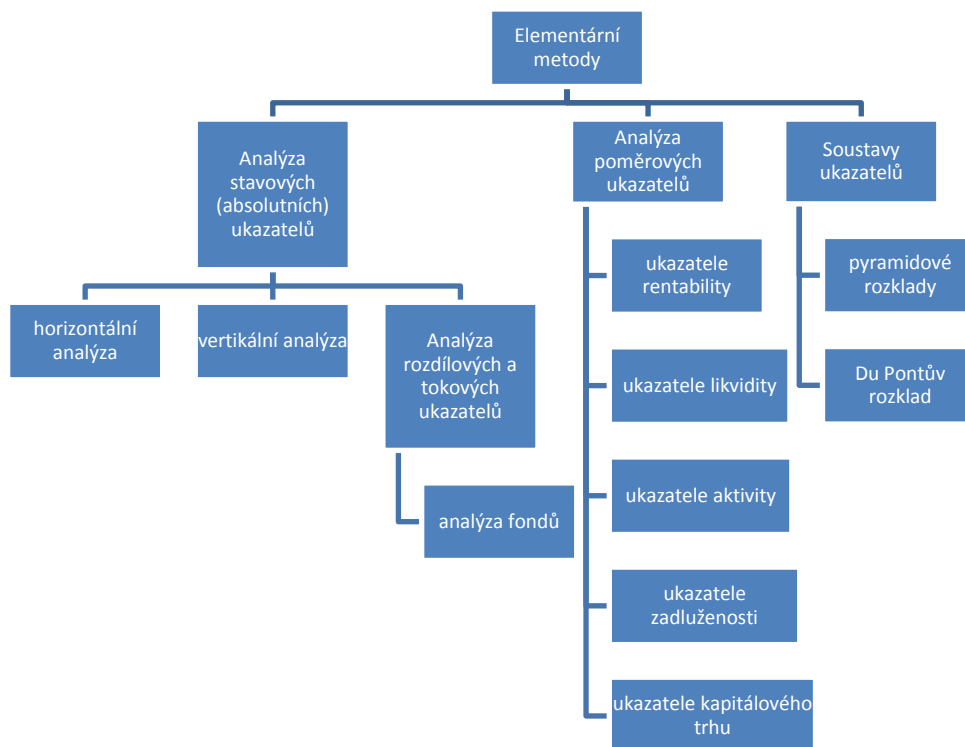 Elementární
metody
Analýza
stavových
(absolutních)
ukazatelů
Analýza
poměrových
ukazatelů
Soustavy
ukazatelů
horizontální
analýza
vertikální analýza
Analýza
rozdílových a
tokových
ukazatelů
analýza fondů
ukazatele
rentability
ukazatele likvidity
ukazatele aktivity
ukazatele
zadluženosti
ukazatele kapitálového
trhu
pyramidové
rozklady
Du Pontův
rozklad